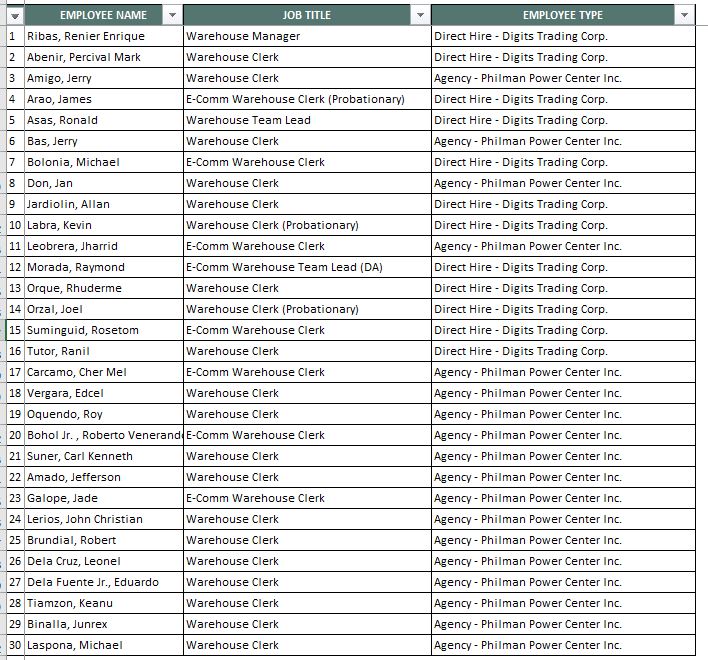 EMPLOYEE NAME JOB TITLE EMPLOYEE TYPE
1 Ribas, Renier Enrique Warehouse Manager Direct Hire - Digits Trading Corp.
2 Abenir, Percival Mark Warehouse Clerk Direct Hire - Digits Trading Corp.
3 Amigo, Jerry Warehouse Clerk Agency - Philman Power Center Inc.
4 Arao, James E-Comm Warehouse Clerk (Probationary) Direct Hire - Digits Trading Corp.
5 Asas, Ronald Warehouse Team Lead Direct Hire - Digits Trading Corp.
6 Bas, Jerry Warehouse Clerk Agency - Philman Power Center Inc.
7 Bolonia, Michael E-Comm Warehouse Clerk Direct Hire - Digits Trading Corp.
8 Don, Jan Warehouse Clerk Agency - Philman Power Center Inc.
9 Jardiolin, Allan Warehouse Clerk Direct Hire - Digits Trading Corp.
10 Labra, Kevin Warehouse Clerk (Probationary) Direct Hire - Digits Trading Corp.
11 Leobrera, Jharrid E-Comm Warehouse Clerk Agency - Philman Power Center Inc.
12 Morada, Raymond E-Comm Warehouse Team Lead (DA) Direct Hire - Digits Trading Corp.
13 Orque, Rhuderme Warehouse Clerk Direct Hire - Digits Trading Corp.
14 Orzal, Joel Warehouse Clerk (Probationary) Direct Hire - Digits Trading Corp.
15 Suminguid, Rosetom E-Comm Warehouse Clerk Direct Hire - Digits Trading Corp.
16 Tutor, Ranil Warehouse Clerk Direct Hire - Digits Trading Corp.
17 Carcamo, Cher Mel E-Comm Warehouse Clerk Agency - Philman Power Center Inc.
18 Vergara, Edcel Warehouse Clerk Agency - Philman Power Center Inc.
19 Oquendo, Roy Warehouse Clerk Agency - Philman Power Center Inc.
20 Bohol Jr. , Roberto Venerand E-Comm Warehouse Clerk Agency - Philman Power Center Inc.
21 Suner, Carl Kenneth Warehouse Clerk Agency - Philman Power Center Inc.
22 Amado, Jefferson Warehouse Clerk Agency - Philman Power Center Inc.
23 Galope, Jade E-Comm Warehouse Clerk Agency - Philman Power Center Inc.
24 Lerios, John Christian Warehouse Clerk Agency - Philman Power Center Inc.
25 Brundial, Robert Warehouse Clerk Agency - Philman Power Center Inc.
26 Dela Cruz, Leonel Warehouse Clerk Agency - Philman Power Center Inc.
27 Dela Fuente Jr., Eduardo Warehouse Clerk Agency - Philman Power Center Inc.
28 Tiamzon, Keanu Warehouse Clerk Agency - Philman Power Center Inc.
29 Binalla, Junrex Warehouse Clerk Agency - Philman Power Center Inc.
30 Laspona, Michael Warehouse Clerk Agency - Philman Power Center Inc.